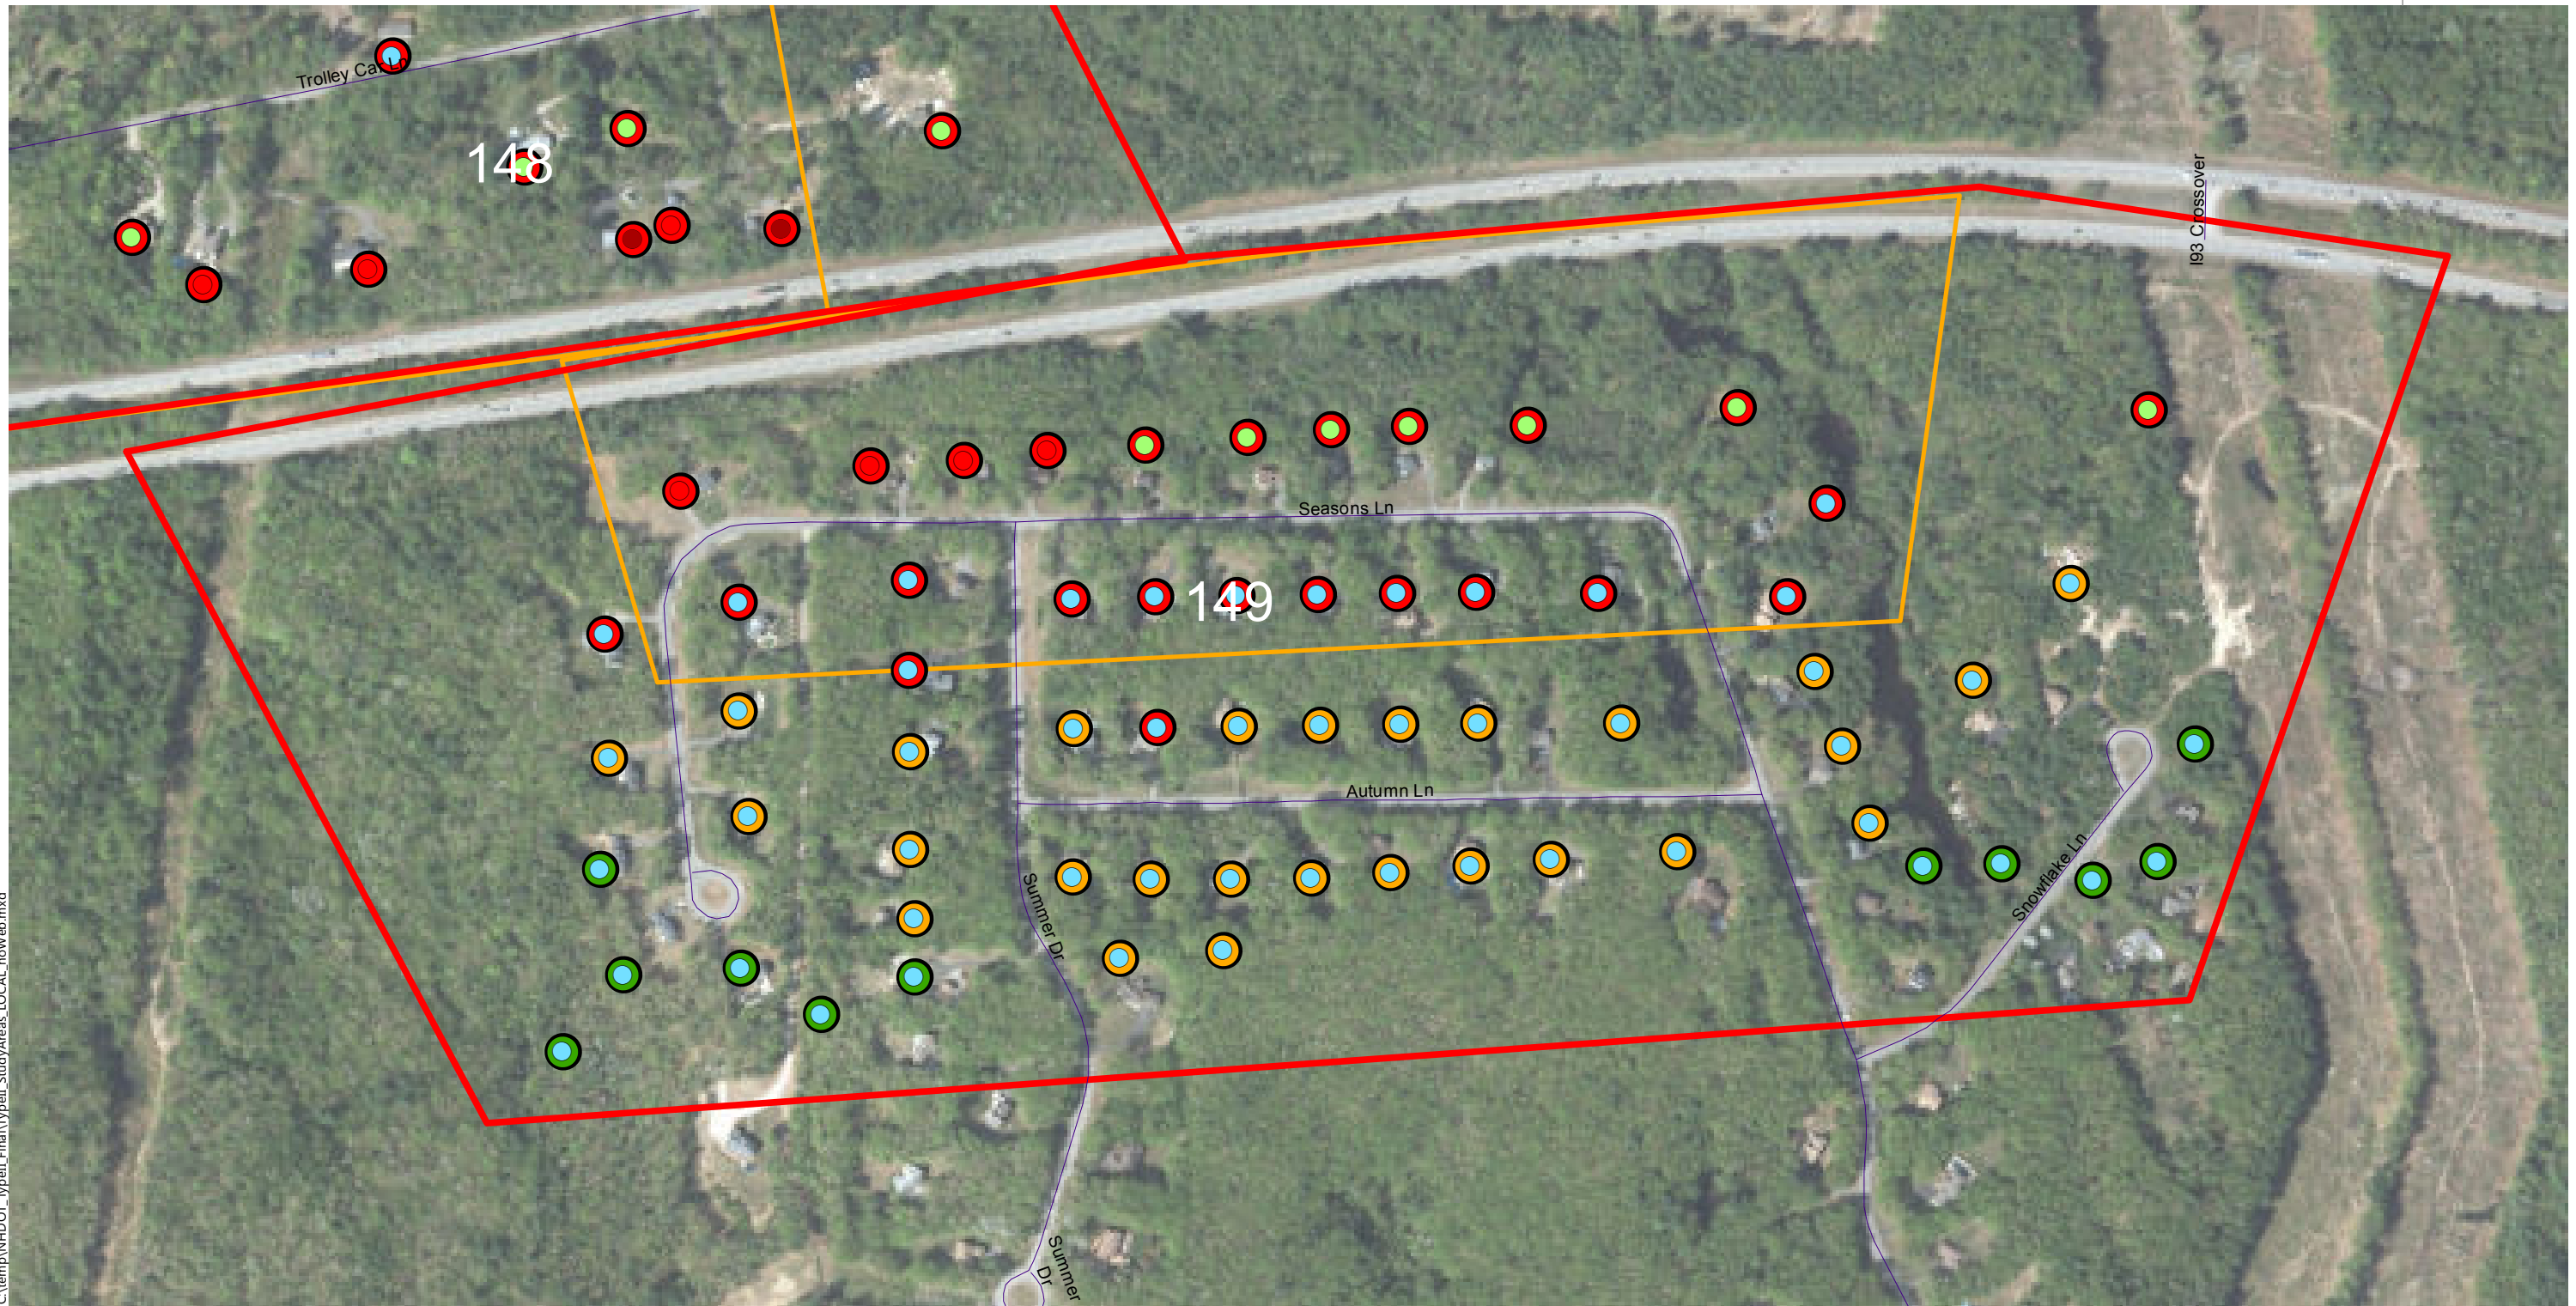 Trolley Car Ln
148
I93 Crossover
Seasons Ln
149
Autumn Ln
Summer Dr
Snowflake Ln
Summer
Dr